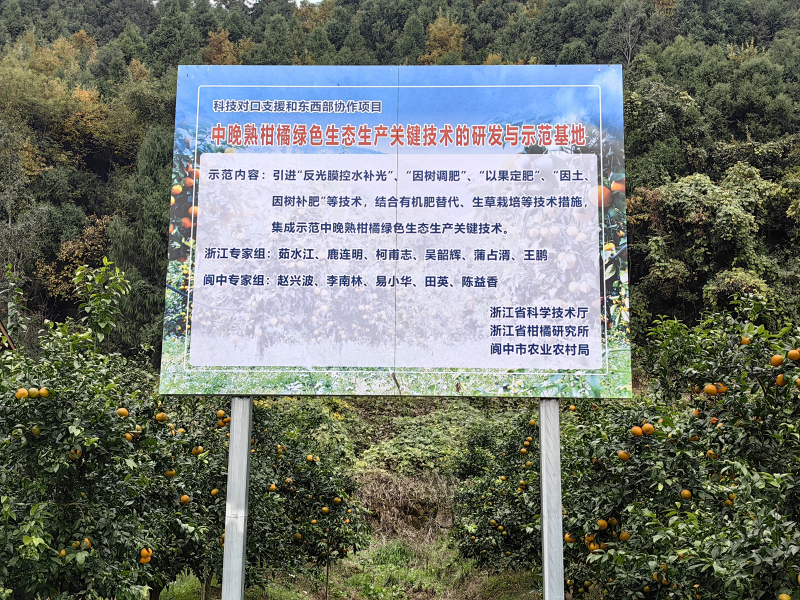 科技对口支援和东西部协作项目
中晚熟柑橘绿色生态生产关键技术的研发与示范基地
示范内容：引进“反光膜控水补光”、“因树调肥”、“以果定肥”、“因土、
因树补肥”等技术，结合有机肥替代、生草栽培等技术措施，
集成示范中晚熟柑橘绿色生态生产关键技术。
浙江专家组：茹水江、鹿连明、柯甫志、吴韶辉、蒲占湑、王鹏
阆中专家组：赵兴波、李南林、易小华、田英、陈益香
浙江省科学技术厅
浙江省柑橘研究所
阆中市农业农村局